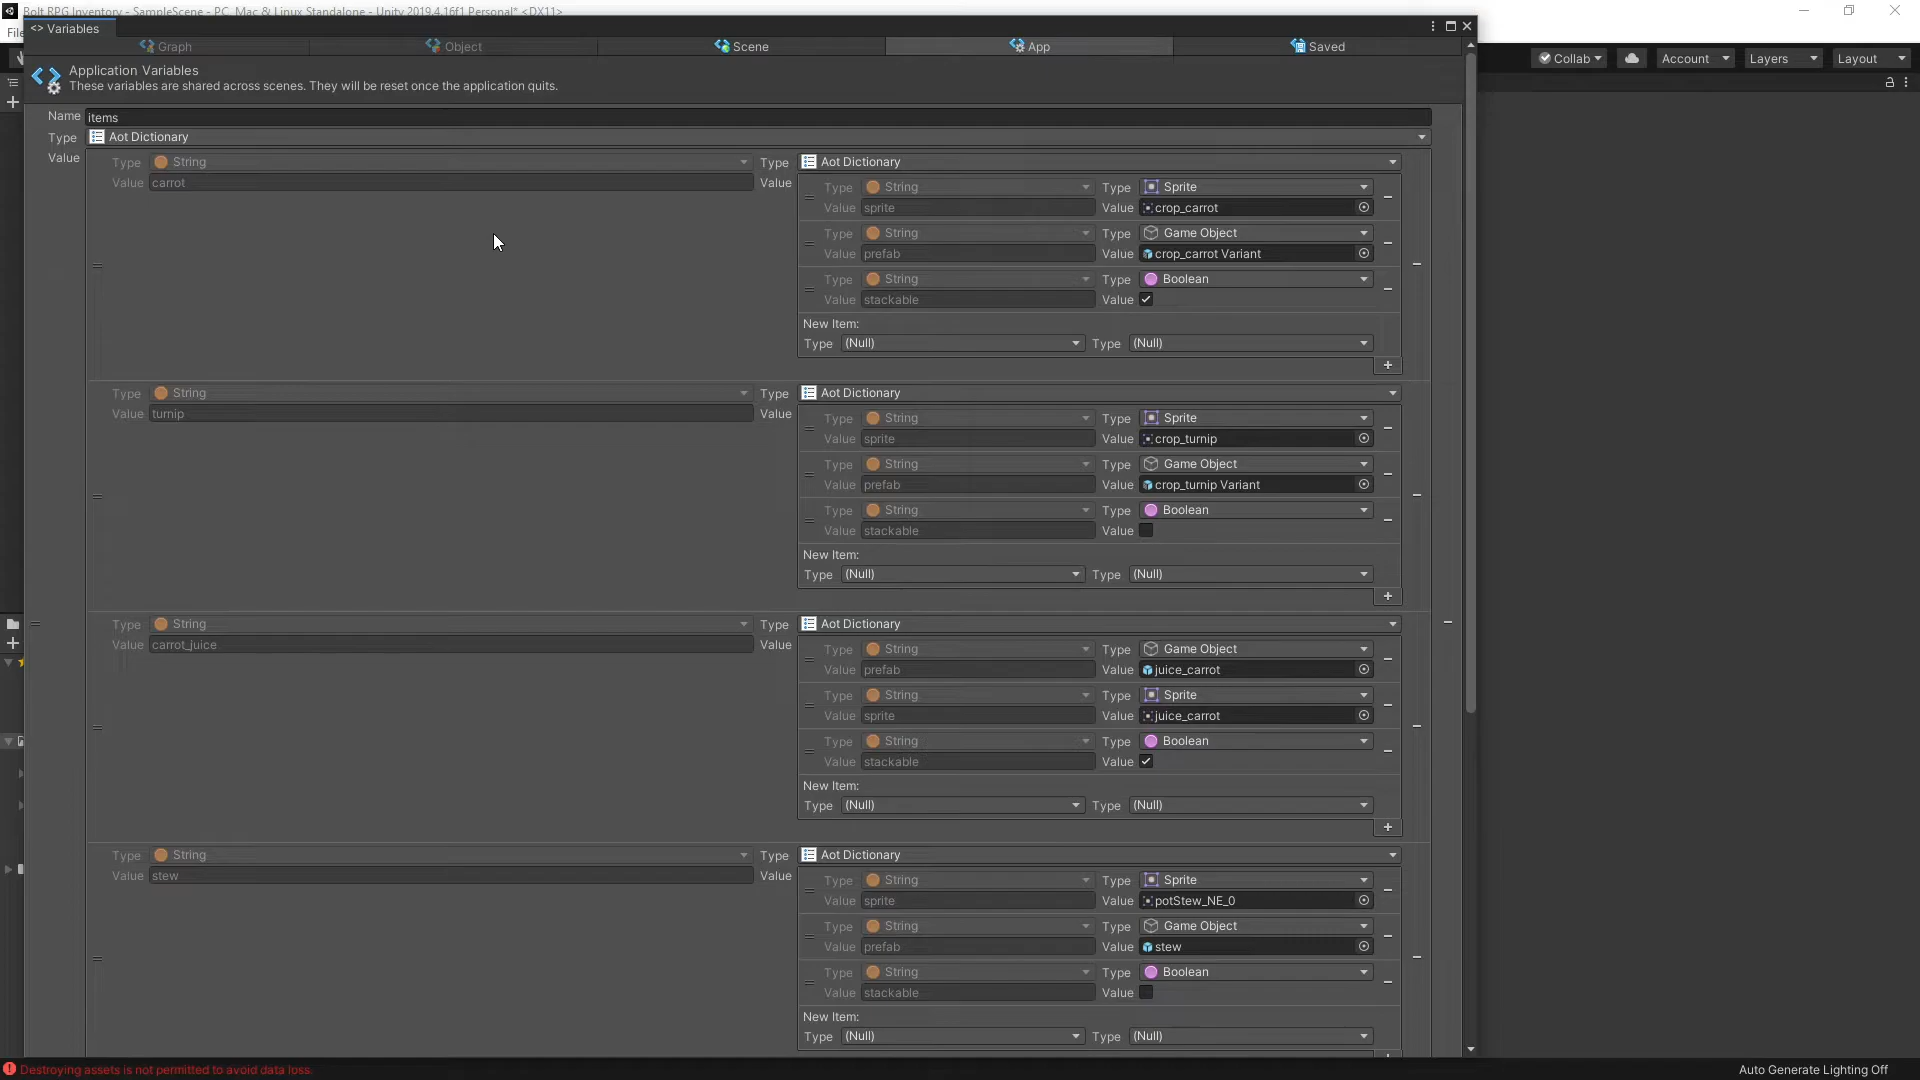 Bolt RPG Inventory - SampleScene - PC, Mac & Linux Standalone - Unity 2019.4.16f1 Personal* <DX11>
<> Variables
Graph Object Scene App Saved
Collab Account Layers Layout
Application Variables
These variables are shared across scenes. They will be reset once the application quits.
Name items
Type Aot Dictionary
Value
Type String Type Aot Dictionary
Value carrot Value
Type String Type Sprite
Value sprite Value crop_carrot
Type String Type Game Object
Value prefab Value crop_carrot Variant
Type String Type Boolean
Value stackable Value
New Item:
Type (Null) Type (Null)
Type String Type Aot Dictionary
Value turnip Value
Type String Type Sprite
Value sprite Value crop_turnip
Type String Type Game Object
Value prefab Value crop_turnip Variant
Type String Type Boolean
Value stackable Value
New Item:
Type (Null) Type (Null)
Type String Type Aot Dictionary
Value carrot_juice Value
Type String Type Game Object
Value prefab Value juice_carrot
Type String Type Sprite
Value sprite Value juice_carrot
Type String Type Boolean
Value stackable Value
New Item:
Type (Null) Type (Null)
Type String Type Aot Dictionary
Value stew Value
Type String Type Sprite
Value sprite Value potStew_NE_0
Type String Type Game Object
Value prefab Value stew
Type String Type Boolean
Value stackable Value
New Item:
Type (Null) Type (Null)
Destroying assets is not permitted to avoid data loss.
Auto Generate Lighting Off